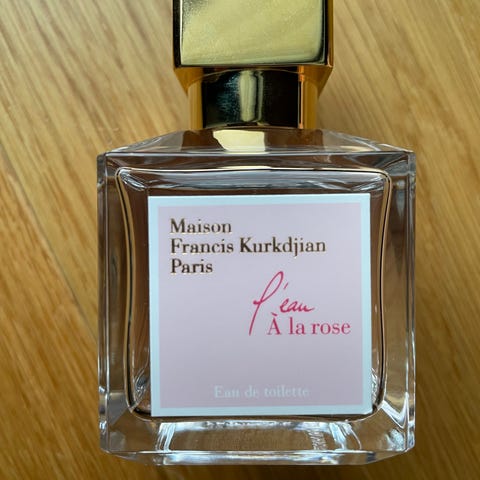 Maison
Francis Kurkdjian
Paris
l'eau
À la rose
Eau de toilette